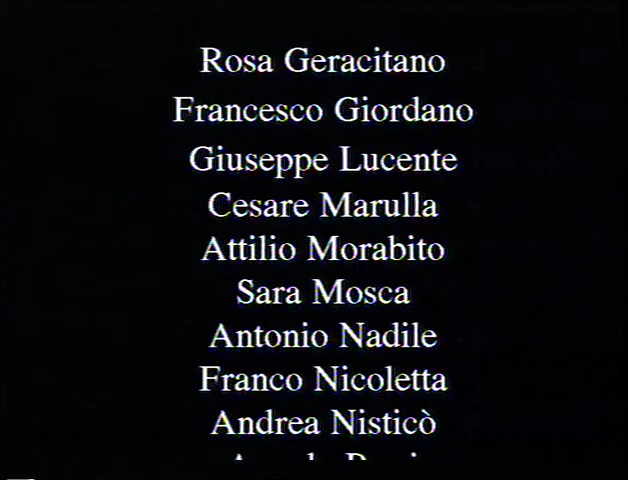 Rosa Geracitano
Francesco Giordano
Giuseppe Lucente
Cesare Marulla
Attilio Morabito
Sara Mosca
Antonio Nadile
Franco Nicoletta
Andrea Nisticò